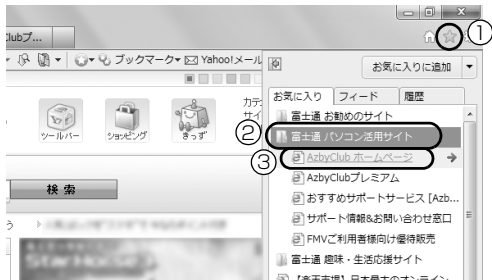 ①
lubブ...
ブックマーク Yahoo!メール
お気に入りに追加
お気に入り フィード 履歴
カテ
サイ
富士通 お勧めのサイト
②
富士通 パソコン活用サイト
ツールバー ショッピング きっず
③
AzbyClub ホームページ
AzbyClubプレミアム
検索
おすすめサポートサービス [Azb...
サポート情報&お問い合わせ窓口
う
FMVご利用者様向け優待販売
富士通 趣味・生活応援サイト
【楽天市場】日本最大のオンライン